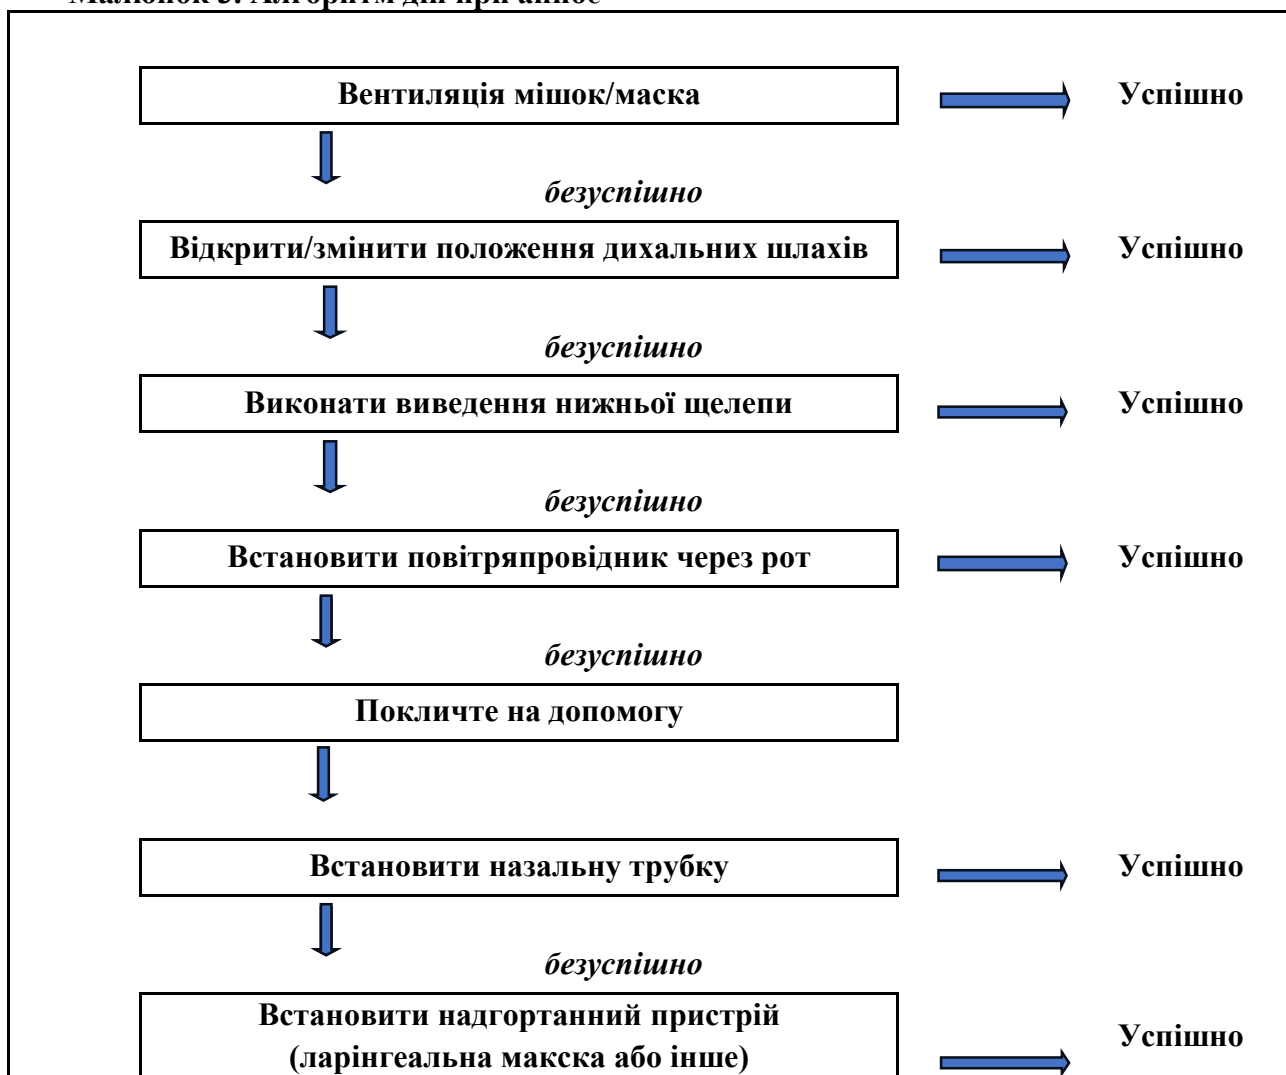 Малюнок 3. Алгоритм дій при апное
Вентиляція мішок/маска
Успішно
безуспішно
Відкрити/змінити положення дихальних шлахів
Успішно
безуспішно
Виконати виведення нижньої щелепи
Успішно
безуспішно
Встановити повітряпровідник через рот
Успішно
безуспішно
Покличте на допомогу
Встановити назальну трубку
Успішно
безуспішно
Встановити надгортанний пристрій
(ларінгеальна макска або інше)
Успішно